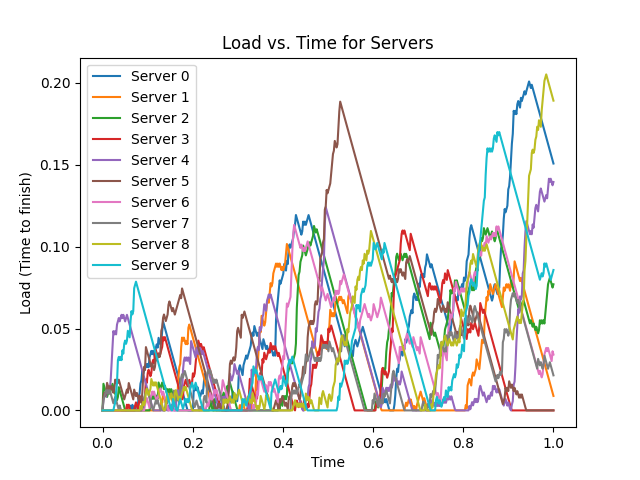 Load vs. Time for Servers
Load (Time to finish)
0.20
0.15
0.10
0.05
0.00
Server 0
Server 1
Server 2
Server 3
Server 4
Server 5
Server 6
Server 7
Server 8
Server 9
0.0 0.2 0.4 0.6 0.8 1.0
Time